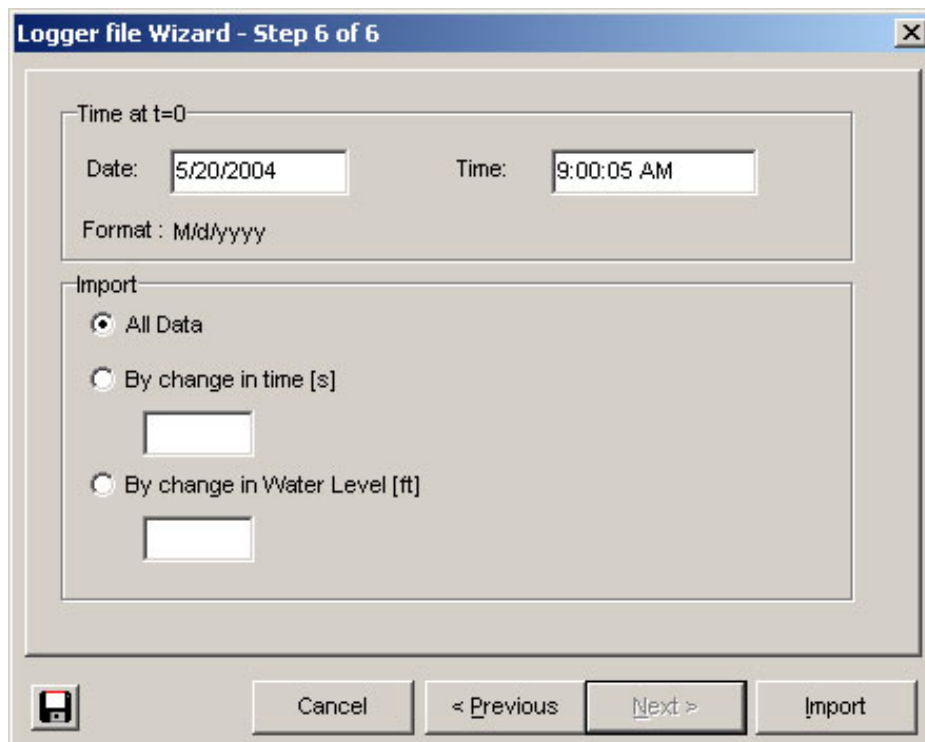 Logger file Wizard - Step 6 of 6
Time at t=0
Date: 5/20/2004 Time: 9:00:05 AM
Format : M/d/yyyy
Import
All Data
By change in time [s]
By change in Water Level [ft]
Cancel < Previous Next > Import